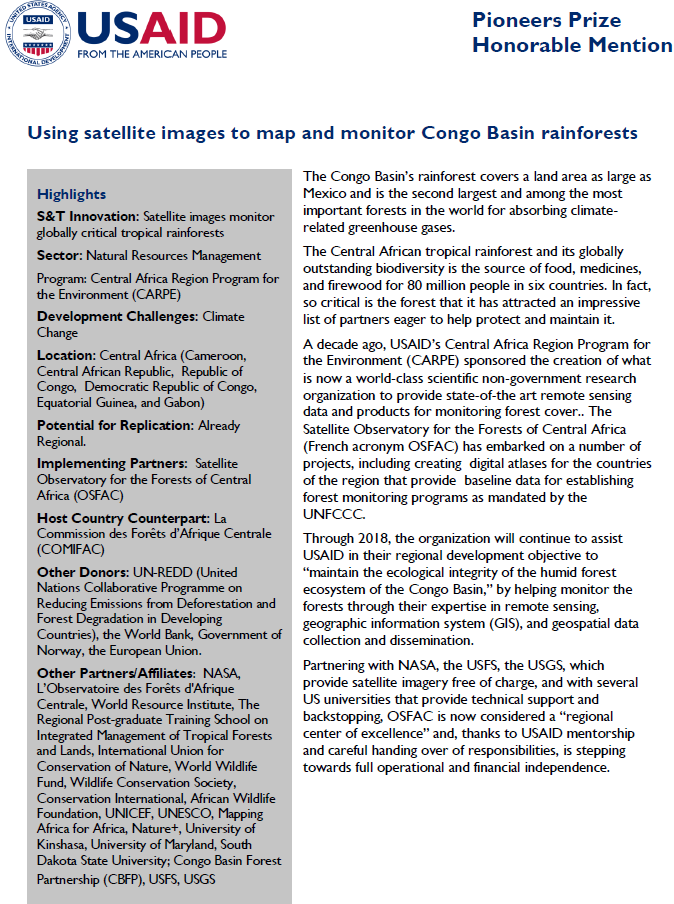 UNITED STATES AGENCY
INTERNATIONAL DEVELOPMENT
USAID
USAID
FROM THE AMERICAN PEOPLE
Pioneers Prize
Honorable Mention
Using satellite images to map and monitor Congo Basin rainforests
Highlights
S&T Innovation: Satellite images monitor
globally critical tropical rainforests
Sector: Natural Resources Management
Program: Central Africa Region Program for
the Environment (CARPE)
Development Challenges: Climate
Change
Location: Central Africa (Cameroon,
Central African Republic, Republic of
Congo, Democratic Republic of Congo,
Equatorial Guinea, and Gabon)
Potential for Replication: Already
Regional.
Implementing Partners: Satellite
Observatory for the Forests of Central
Africa (OSFAC)
Host Country Counterpart: La
Commission des Forêts d’Afrique Centrale
(COMIFAC)
Other Donors: UN-REDD (United
Nations Collaborative Programme on
Reducing Emissions from Deforestation and
Forest Degradation in Developing
Countries), the World Bank, Government of
Norway, the European Union.
Other Partners/Affiliates: NASA,
L’Observatoire des Forêts d'Afrique
Centrale, World Resource Institute, The
Regional Post-graduate Training School on
Integrated Management of Tropical Forests
and Lands, International Union for
Conservation of Nature, World Wildlife
Fund, Wildlife Conservation Society,
Conservation International, African Wildlife
Foundation, UNICEF, UNESCO, Mapping
Africa for Africa, Nature+, University of
Kinshasa, University of Maryland, South
Dakota State University; Congo Basin Forest
Partnership (CBFP), USFS, USGS
The Congo Basin’s rainforest covers a land area as large as
Mexico and is the second largest and among the most
important forests in the world for absorbing climate-
related greenhouse gases.
The Central African tropical rainforest and its globally
outstanding biodiversity is the source of food, medicines,
and firewood for 80 million people in six countries. In fact,
so critical is the forest that it has attracted an impressive
list of partners eager to help protect and maintain it.
A decade ago, USAID’s Central Africa Region Program for
the Environment (CARPE) sponsored the creation of what
is now a world-class scientific non-government research
organization to provide state-of-the art remote sensing
data and products for monitoring forest cover.. The
Satellite Observatory for the Forests of Central Africa
(French acronym OSFAC) has embarked on a number of
projects, including creating digital atlases for the countries
of the region that provide baseline data for establishing
forest monitoring programs as mandated by the
UNFCCC.
Through 2018, the organization will continue to assist
USAID in their regional development objective to
“maintain the ecological integrity of the humid forest
ecosystem of the Congo Basin,” by helping monitor the
forests through their expertise in remote sensing,
geographic information system (GIS), and geospatial data
collection and dissemination.
Partnering with NASA, the USFS, the USGS, which
provide satellite imagery free of charge, and with several
US universities that provide technical support and
backstopping, OSFAC is now considered a “regional
center of excellence” and, thanks to USAID mentorship
and careful handing over of responsibilities, is stepping
towards full operational and financial independence.